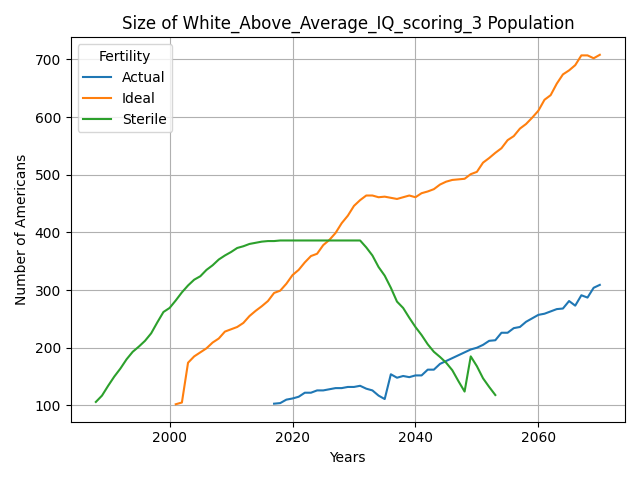 Size of White_Above_Average_IQ_scoring_3 Population
Fertility
Actual
Ideal
Sterile
Number of Americans
700
600
500
400
300
200
100
2000
2020
2040
2060
Years